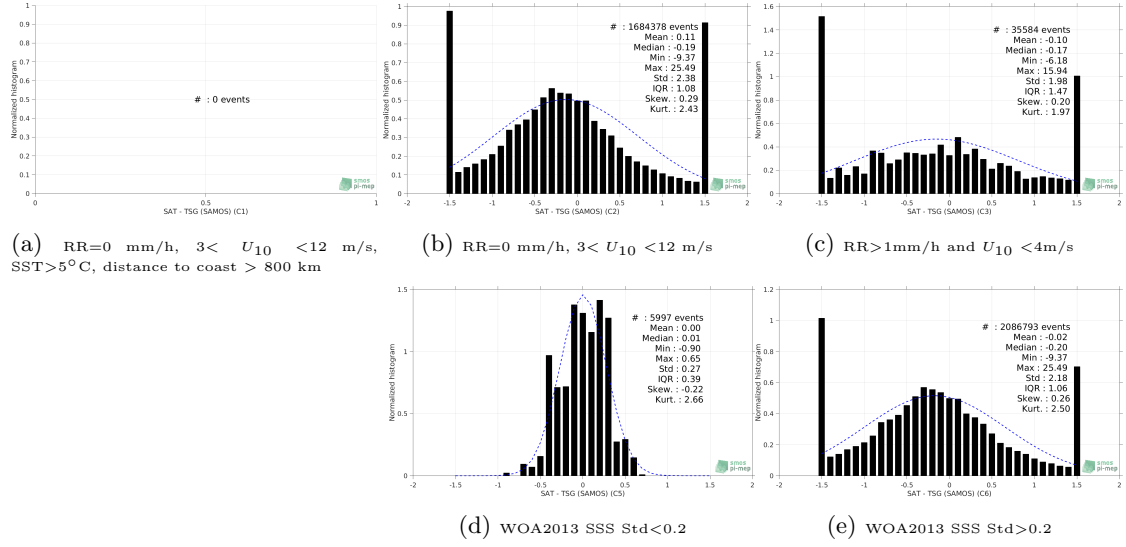 1
0.9
0.8
0.7
0.6
0.5
0.4
0.3
0.2
0.1
0
Normalized histogram
# : 0 events
0 0.5 1
SAT - TSG (SAMOS) (C1)
smos
pi-mep
(a) RR=0 mm/h, 3< U10 <12 m/s,
SST>5°C, distance to coast > 800 km
1
0.9
0.8
0.7
0.6
0.5
0.4
0.3
0.2
0.1
0
Normalized histogram
# : 1684378 events
Mean : 0.11
Median : -0.19
Min : -9.37
Max : 25.49
Std : 2.38
IQR : 1.08
Skew. : 0.29
Kurt. : 2.43
-2 -1.5 -1 -0.5 0 0.5 1 1.5 2
SAT - TSG (SAMOS) (C2)
smos
pi-mep
(b) RR=0 mm/h, 3< U10 <12 m/s
1.6
1.4
1.2
1
0.8
0.6
0.4
0.2
0
Normalized histogram
# : 35584 events
Mean : -0.10
Median : -0.17
Min : -6.18
Max : 15.94
Std : 1.98
IQR : 1.47
Skew. : 0.20
Kurt. : 1.97
-2 -1.5 -1 -0.5 0 0.5 1 1.5 2
SAT - TSG (SAMOS) (C3)
smos
pi-mep
(c) RR>1mm/h and U10 <4m/s
1.5
1
0.5
0
Normalized histogram
# : 5997 events
Mean : 0.00
Median : 0.01
Min : -0.90
Max : 0.65
Std : 0.27
IQR : 0.39
Skew. : -0.22
Kurt. : 2.66
-2 -1.5 -1 -0.5 0 0.5 1 1.5 2
SAT - TSG (SAMOS) (C5)
smos
pi-mep
(d) WOA2013 SSS Std<0.2
1.2
1
0.8
0.6
0.4
0.2
0
Normalized histogram
# : 2086793 events
Mean : -0.02
Median : -0.20
Min : -9.37
Max : 25.49
Std : 2.18
IQR : 1.06
Skew. : 0.26
Kurt. : 2.50
-2 -1.5 -1 -0.5 0 0.5 1 1.5 2
SAT - TSG (SAMOS) (C6)
smos
pi-mep
(e) WOA2013 SSS Std>0.2